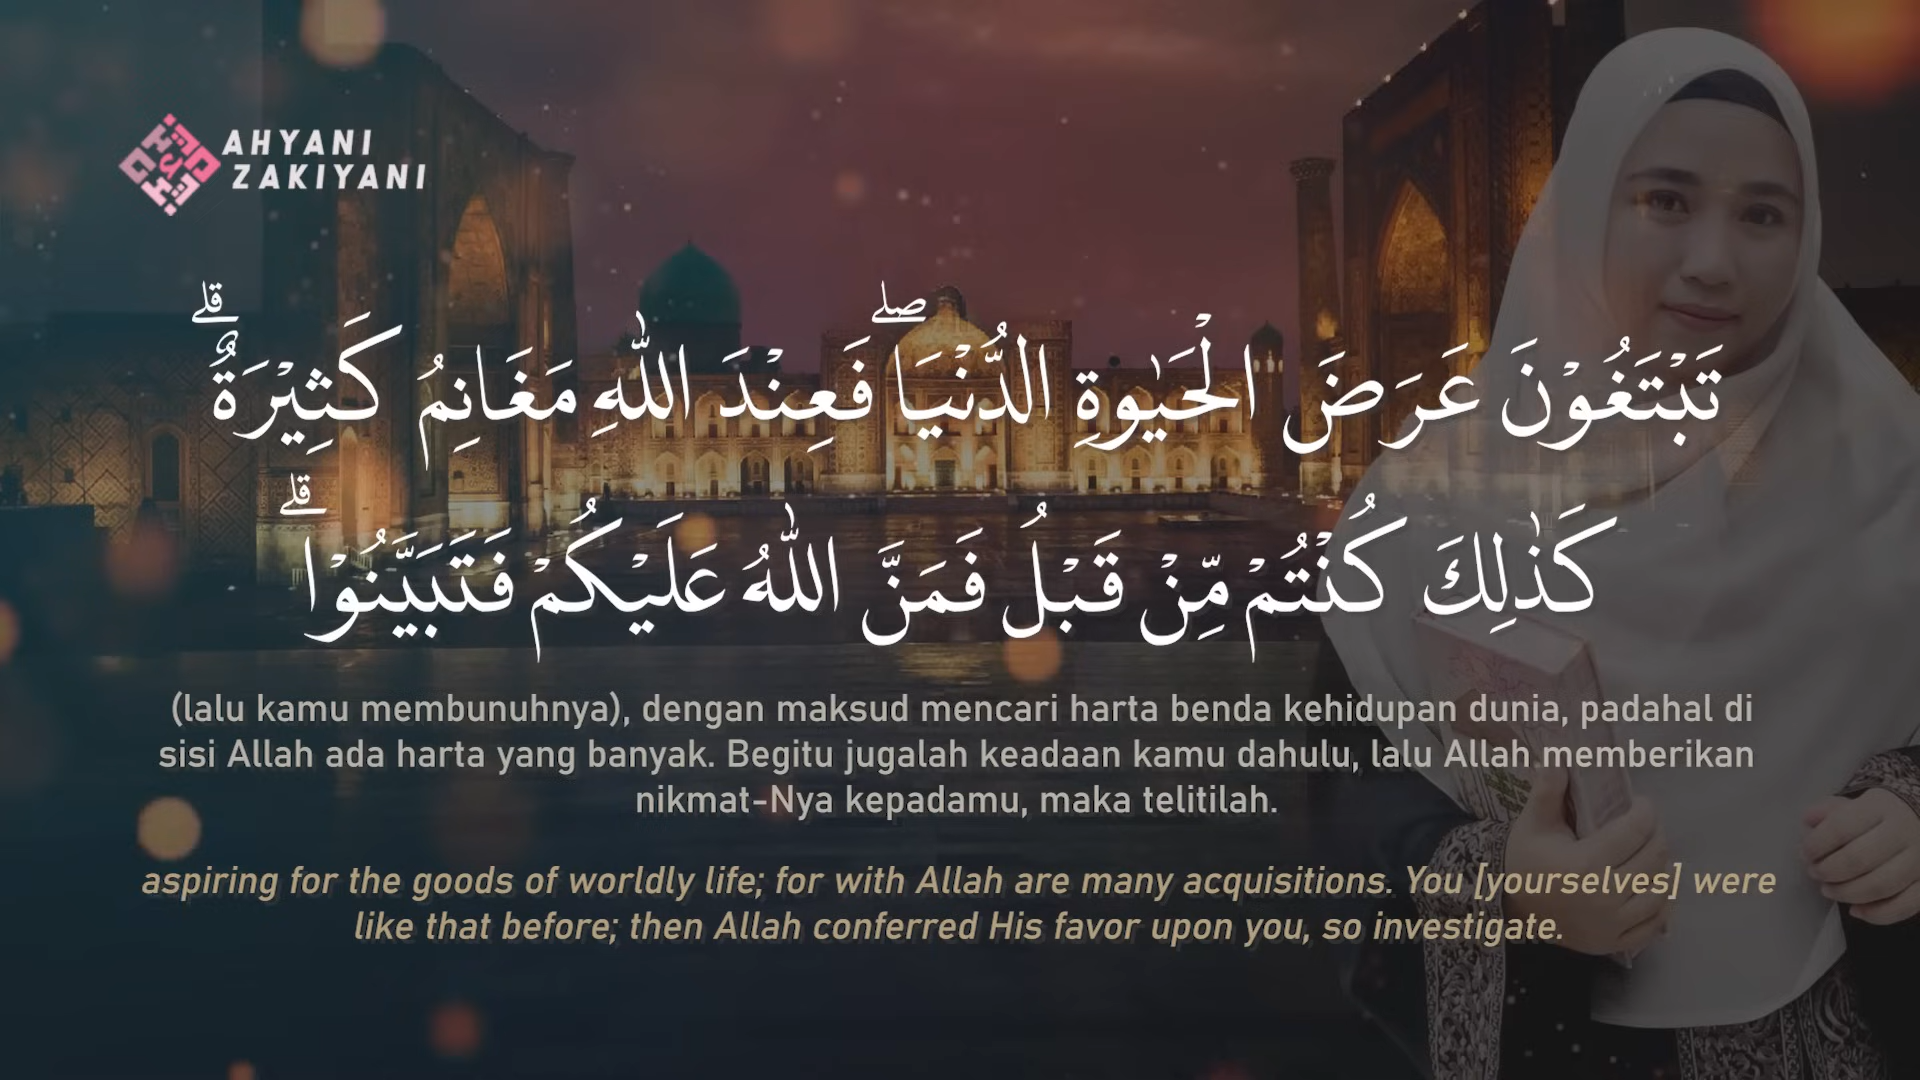 AHYANI
ZAKIYANI
تَبْتَغُوْنَ عَرَضَ الْحَيٰوةِ الدُّنْيَاۖ فَعِنْدَ اللّٰهِ مَغَانِمُ كَثِيْرَةٌۗ
كَذٰلِكَ كُنْتُمْ مِّنْ قَبْلُ فَمَنَّ اللّٰهُ عَلَيْكُمْ فَتَبَيَّنُوْاۗ
(lalu kamu membunuhnya), dengan maksud mencari harta benda kehidupan dunia, padahal di
sisi Allah ada harta yang banyak. Begitu jugalah keadaan kamu dahulu, lalu Allah memberikan
nikmat-Nya kepadamu, maka telitilah.
aspiring for the goods of worldly life; for with Allah are many acquisitions. You [yourselves] were
like that before; then Allah conferred His favor upon you, so investigate.